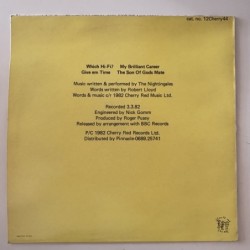 cat. no. 12Cherry44
Which Hi-Fi? My Brilliant Career
Give em Time The Son Of Gods Mate
Music written & performed by The Nightingales
Words written by Robert Lloyd
Words & music c/r 1982 Cherry Red Music Ltd.
Recorded 3.3.82
Engineered by Nick Gomm
Produced by Roger Pusey
Released by arrangement with BBC Records
P/C 1982 Cherry Red Records Ltd
Distributed by Pinnacle-0689.26741